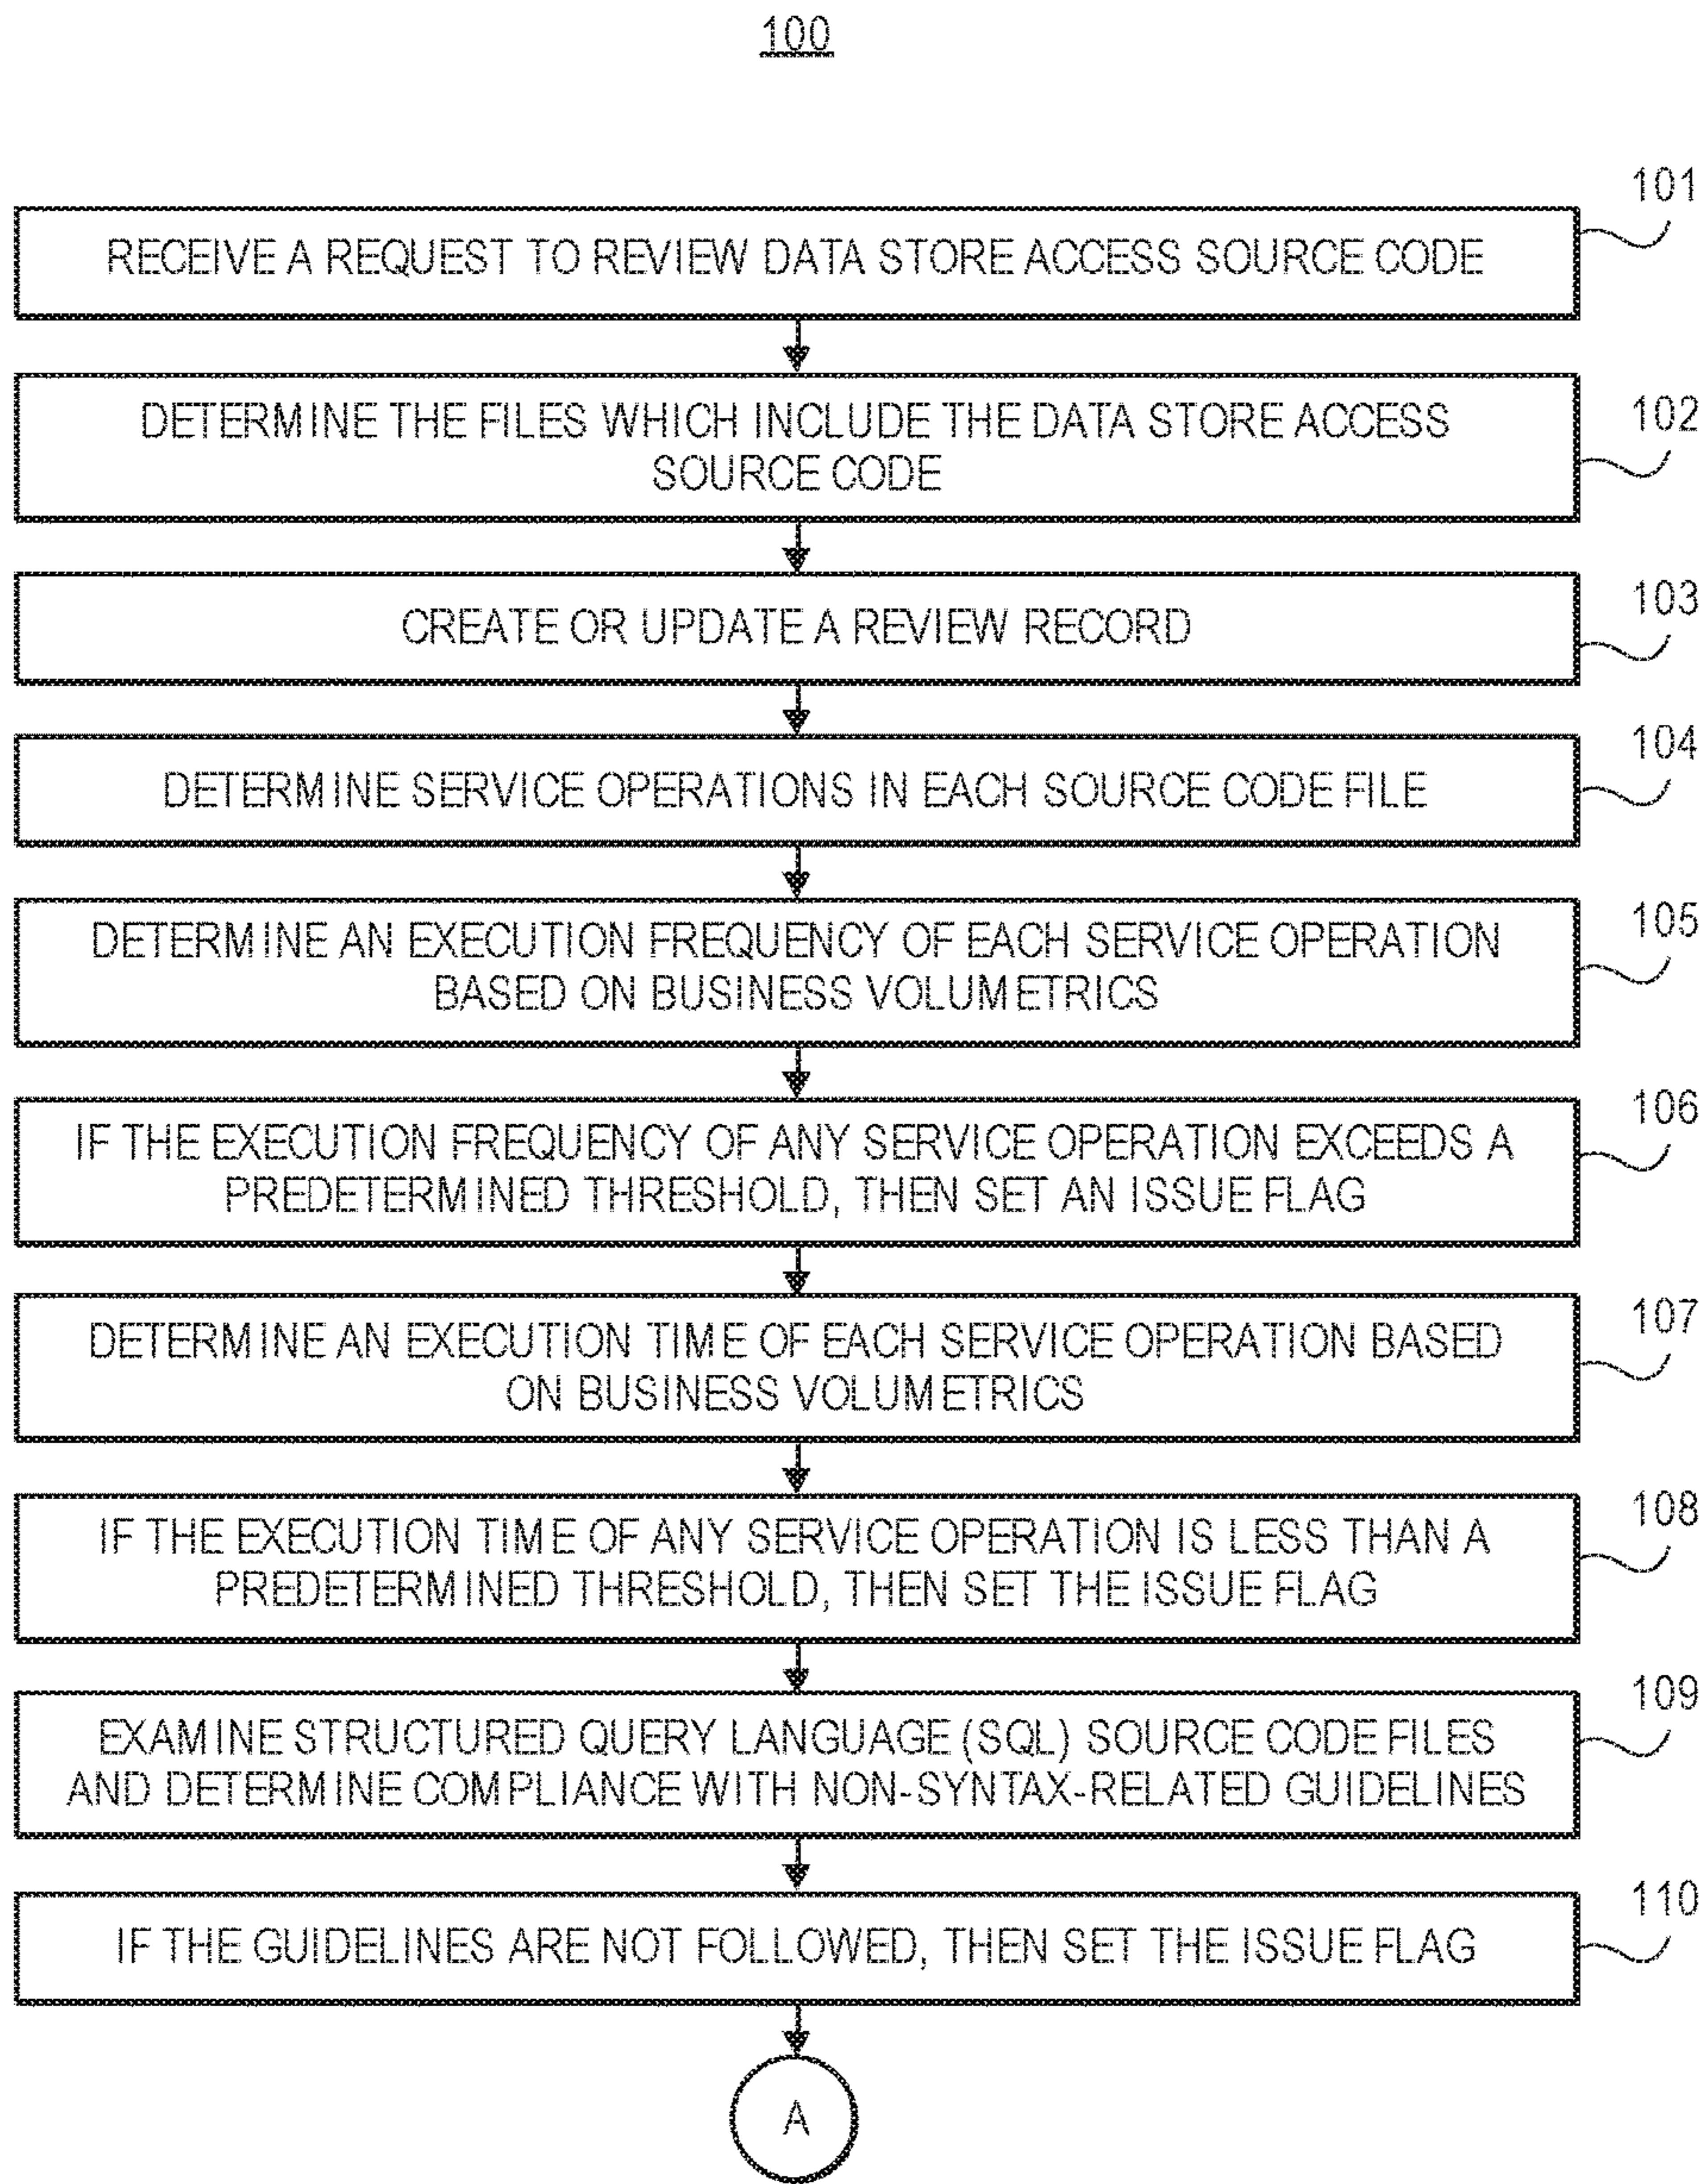 100
101
RECEIVE A REQUEST TO REVIEW DATA STORE ACCESS SOURCE CODE
102
DETERMINE THE FILES WHICH INCLUDE THE DATA STORE ACCESS
SOURCE CODE
103
CREATE OR UPDATE A REVIEW RECORD
104
DETERMINE SERVICE OPERATIONS IN EACH SOURCE CODE FILE
105
DETERMINE AN EXECUTION FREQUENCY OF EACH SERVICE OPERATION
BASED ON BUSINESS VOLUMETRICS
106
IF THE EXECUTION FREQUENCY OF ANY SERVICE OPERATION EXCEEDS A
PREDETERMINED THRESHOLD, THEN SET AN ISSUE FLAG
107
DETERMINE AN EXECUTION TIME OF EACH SERVICE OPERATION BASED
ON BUSINESS VOLUMETRICS
108
IF THE EXECUTION TIME OF ANY SERVICE OPERATION IS LESS THAN A
PREDETERMINED THRESHOLD, THEN SET THE ISSUE FLAG
109
EXAMINE STRUCTURED QUERY LANGUAGE (SQL) SOURCE CODE FILES
AND DETERMINE COMPLIANCE WITH NON-SYNTAX-RELATED GUIDELINES
110
IF THE GUIDELINES ARE NOT FOLLOWED, THEN SET THE ISSUE FLAG
A